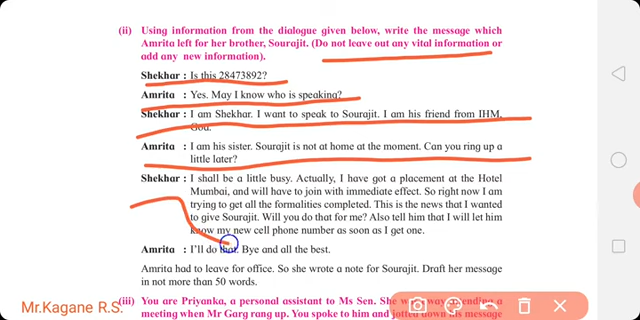 (ii) Using information from the dialogue given below, write the message which
Amrita left for her brother, Sourajit. (Do not leave out any vital information or
add any new information).
Shekhar : Is this 28473892?
Amrita : Yes. May I know who is speaking?
Shekhar : I am Shekhar. I want to speak to Sourajit. I am his friend from IHM,
Goa.
Amrita : I am his sister. Sourajit is not at home at the moment. Can you ring up a
little later?
Shekhar : I shall be a little busy. Actually, I have got a placement at the Hotel
Mumbai, and will have to join with immediate effect. So right now I am
trying to get all the formalities completed. This is the news that I wanted
to give Sourajit. Will you do that for me? Also tell him that I will let him
know my new cell phone number as soon as I get one.
Amrita : I'll do that. Bye and all the best.
Amrita had to leave for office. So she wrote a note for Sourajit. Draft her message
in not more than 50 words.
(iii) You are Priyanka, a personal assistant to Ms Sen. She was away attending a
meeting when Mr Garg rang up. You spoke to him and jotted down his message
Mr.Kagane R.S.